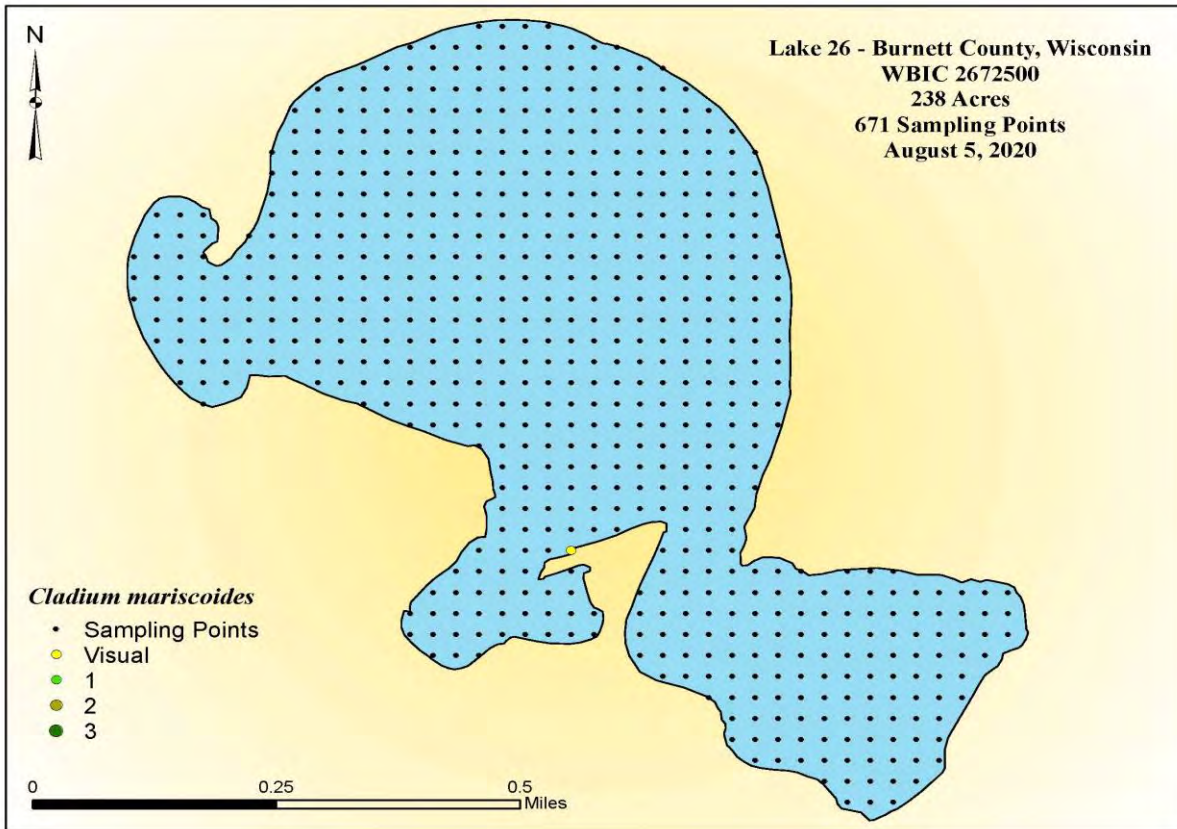 N
Lake 26 - Burnett County, Wisconsin
WBIC 2672500
238 Acres
671 Sampling Points
August 5, 2020
Cladium mariscoides
Sampling Points
Visual
1
2
3
0 0.25 0.5
Miles